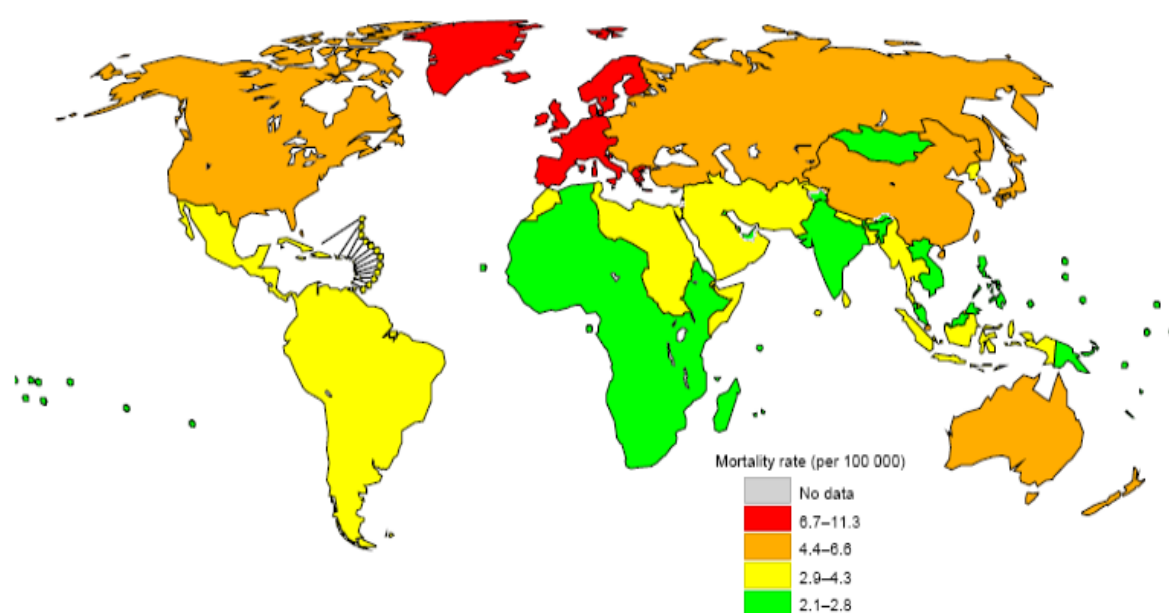 Mortality rate (per 100 000)
No data
6.7–11.3
4.4–6.6
2.9–4.3
2.1–2.8